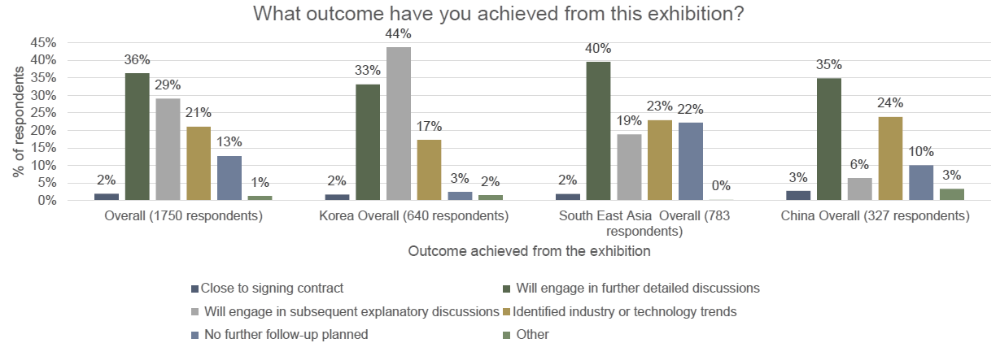 What outcome have you achieved from this exhibition?
% of respondents
45%
40%
35%
30%
25%
20%
15%
10%
5%
0%
2%
36%
29%
21%
13%
1%
2%
33%
44%
17%
3%
2%
2%
40%
19%
23%
22%
0%
3%
35%
6%
24%
10%
3%
Overall (1750 respondents)
Korea Overall (640 respondents)
South East Asia Overall (783
respondents)
China Overall (327 respondents)
Outcome achieved from the exhibition
Close to signing contract
Will engage in further detailed discussions
Will engage in subsequent explanatory discussions
Identified industry or technology trends
No further follow-up planned
Other